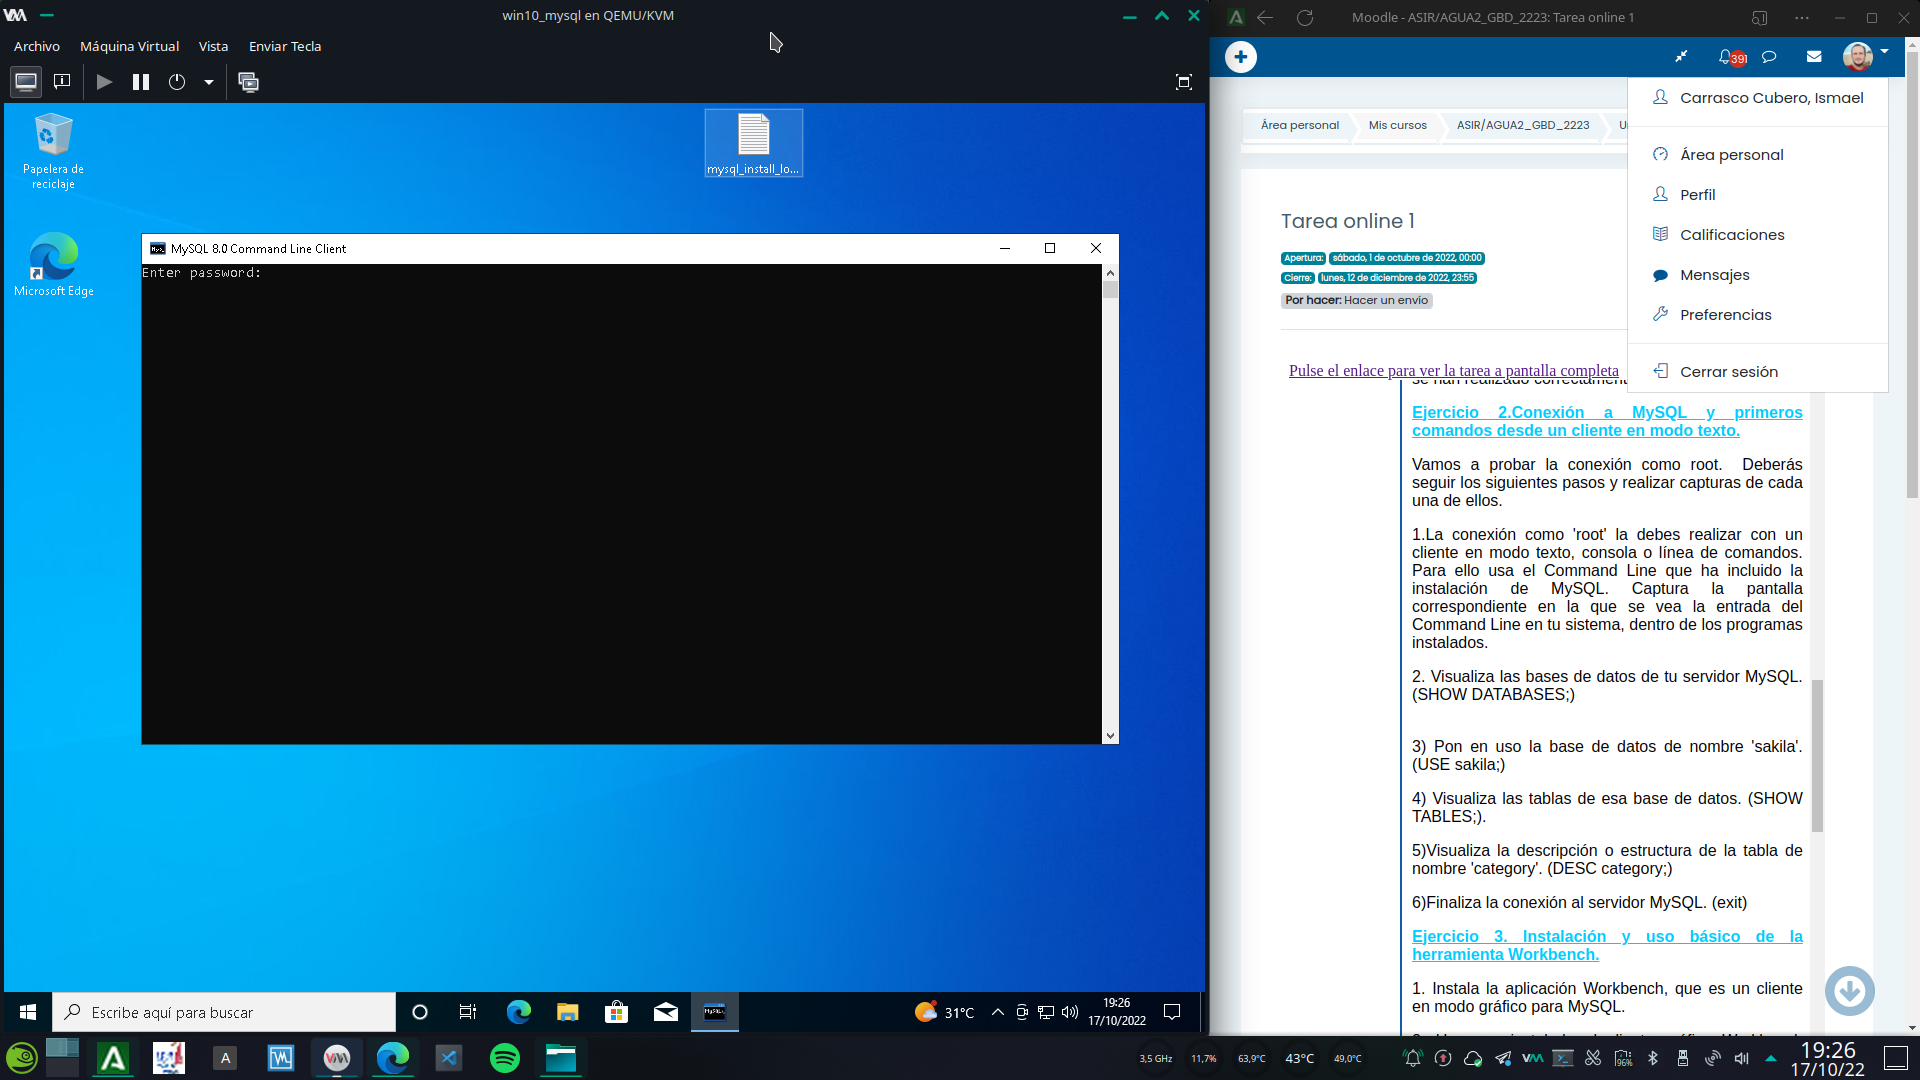 win10_mysql en QEMU/KVM
Archivo Máquina Virtual Vista Enviar Tecla
Papelera de reciclaje
mysql_install_lo...
Microsoft Edge
MySQL 8.0 Command Line Client
Enter password:
Escribe aquí para buscar
31°C
19:26
17/10/2022
Moodle - ASIR/AGUA2_GBD_2223: Tarea online 1
391
Carrasco Cubero, Ismael
Área personal
Perfil
Calificaciones
Mensajes
Preferencias
Cerrar sesión
Área personal Mis cursos ASIR/AGUA2_GBD_2223
Tarea online 1
Apertura: sábado, 1 de octubre de 2022, 00:00
Cierre: lunes, 12 de diciembre de 2022, 23:55
Por hacer: Hacer un envío
Pulse el enlace para ver la tarea a pantalla completa
Ejercicio 2.Conexión a MySQL y primeros
comandos desde un cliente en modo texto.
Vamos a probar la conexión como root. Deberás
seguir los siguientes pasos y realizar capturas de cada
una de ellos.
1.La conexión como 'root' la debes realizar con un
cliente en modo texto, consola o línea de comandos.
Para ello usa el Command Line que ha incluido la
instalación de MySQL. Captura la pantalla
correspondiente en la que se vea la entrada del
Command Line en tu sistema, dentro de los programas
instalados.
2. Visualiza las bases de datos de tu servidor MySQL.
(SHOW DATABASES;)
3) Pon en uso la base de datos de nombre 'sakila'.
(USE sakila;)
4) Visualiza las tablas de esa base de datos. (SHOW
TABLES;).
5)Visualiza la descripción o estructura de la tabla de
nombre 'category'. (DESC category;)
6)Finaliza la conexión al servidor MySQL. (exit)
Ejercicio 3. Instalación y uso básico de la
herramienta Workbench.
1. Instala la aplicación Workbench, que es un cliente
en modo gráfico para MySQL.
3,5 GHz 11,7% 63,9°C 43°C 49,0°C
96%
19:26
17/10/22